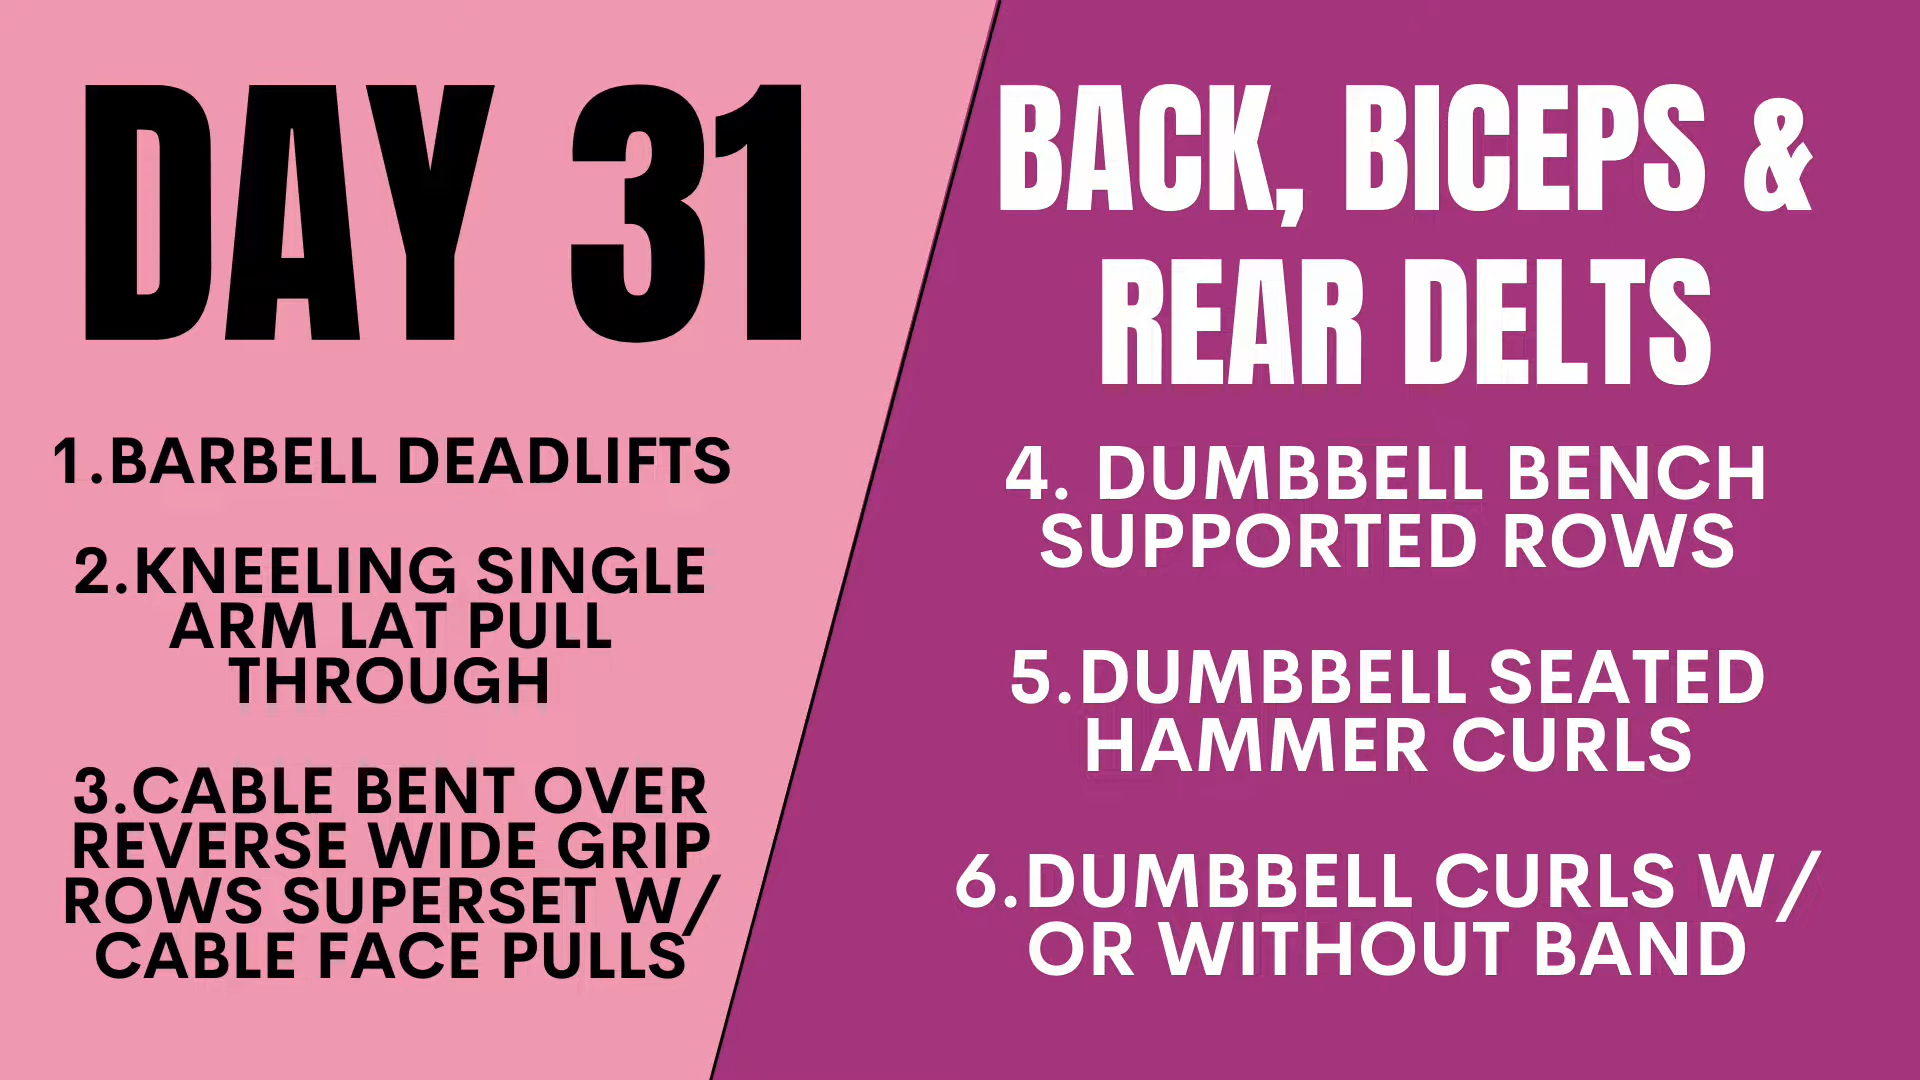 DAY 31
1.BARBELL DEADLIFTS
2.KNEELING SINGLE
ARM LAT PULL
THROUGH
3.CABLE BENT OVER
REVERSE WIDE GRIP
ROWS SUPERSET W/
CABLE FACE PULLS
BACK, BICEPS &
REAR DELTS
4. DUMBBELL BENCH
SUPPORTED ROWS
5.DUMBBELL SEATED
HAMMER CURLS
6.DUMBBELL CURLS W/
OR WITHOUT BAND